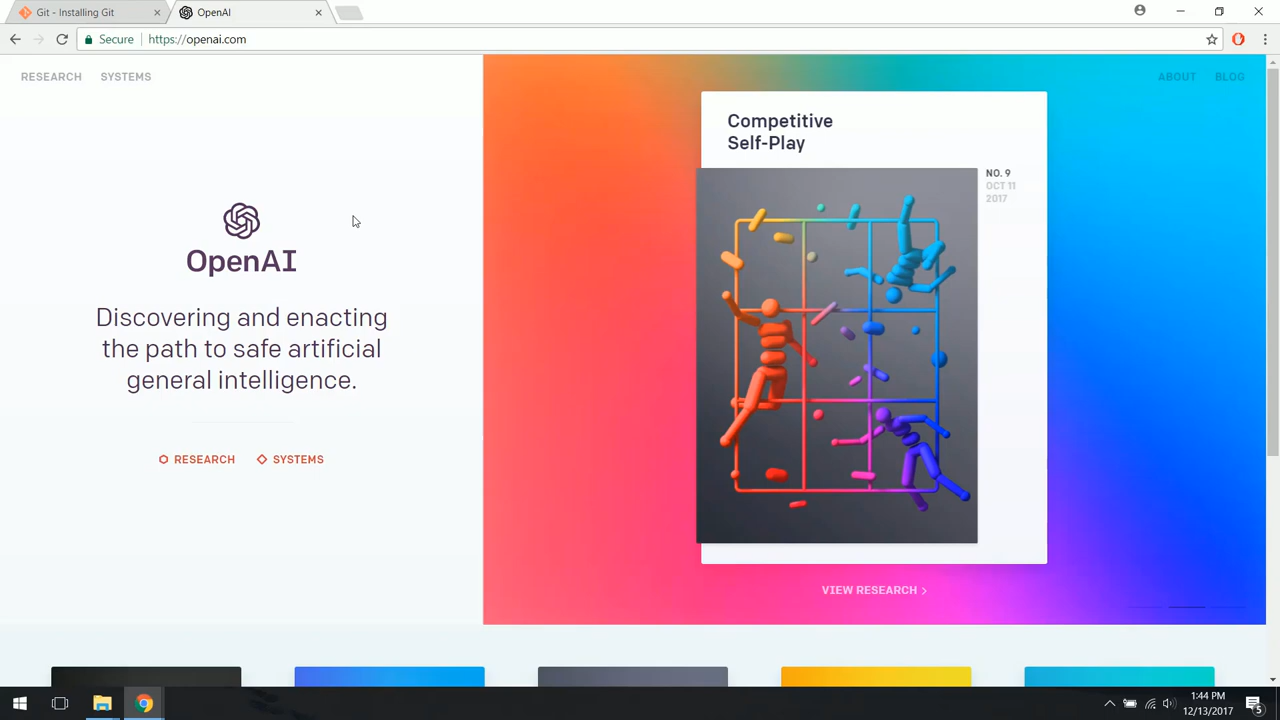 Git - Installing Git
OpenAI
Secure
https://openai.com
RESEARCH
SYSTEMS
ABOUT
BLOG
OpenAI
Discovering and enacting
the path to safe artificial
general intelligence.
RESEARCH
SYSTEMS
Competitive
Self-Play
NO. 9
OCT 11
2017
VIEW RESEARCH
1:44 PM
12/13/2017
5